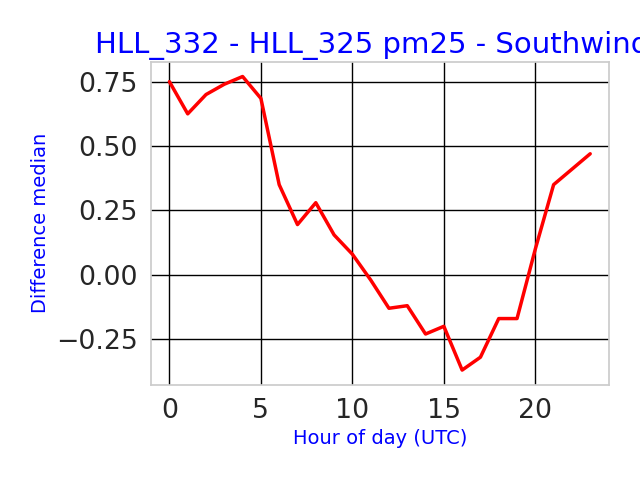 HLL_332 - HLL_325 pm25 - Southwind
0.75
0.50
0.25
0.00
−0.25
Difference median
0 5 10 15 20
Hour of day (UTC)